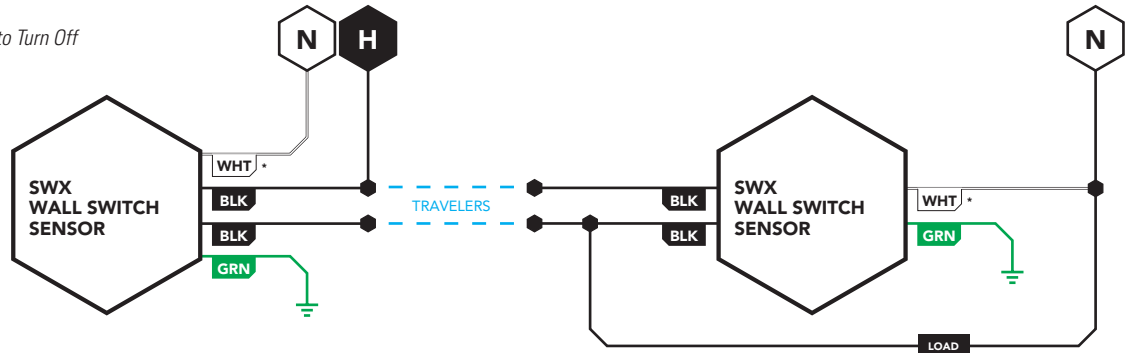 to Turn Off
N
H
N
SWX
WALL SWITCH
SENSOR
WHT *
BLK
BLK
GRN
TRAVELERS
BLK
BLK
SWX
WALL SWITCH
SENSOR
WHT *
GRN
LOAD